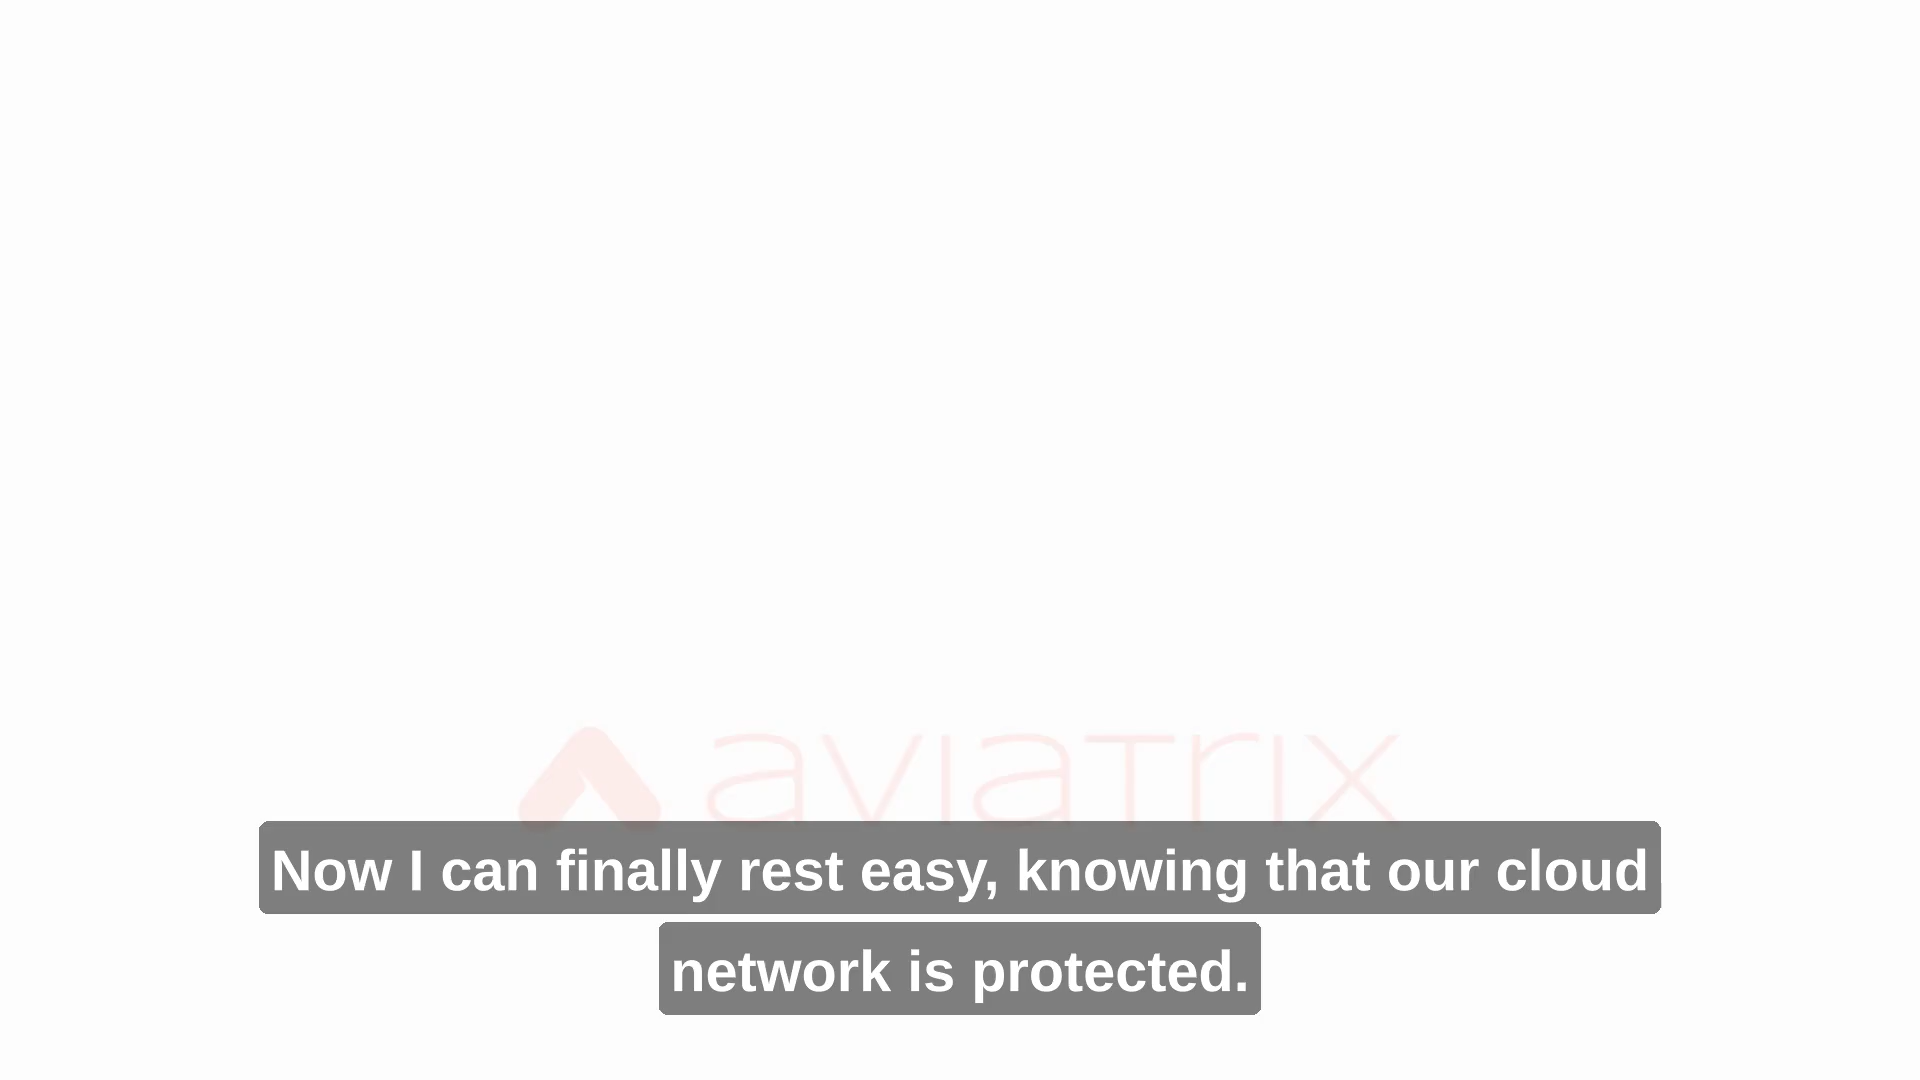 aviatrix
Now I can finally rest easy, knowing that our cloud
network is protected.